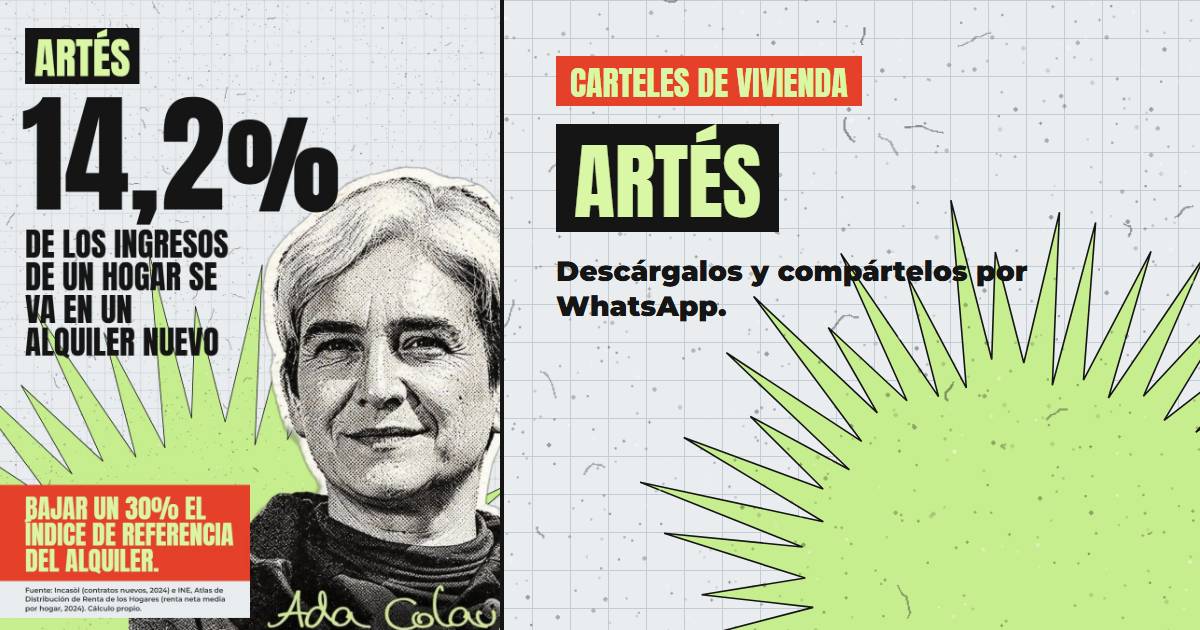 ARTÉS
14,2%
DE LOS INGRESOS
DE UN HOGAR SE
VA EN UN
ALQUILER NUEVO
BAJAR UN 30% EL
ÍNDICE DE REFERENCIA
DEL ALQUILER.
Fuente: Incasòl (contratos nuevos, 2024) e INE, Atlas de
Distribución de Renta de los Hogares (renta neta media
por hogar, 2024). Cálculo propio.
Ada Colau
CARTELES DE VIVIENDA
ARTÉS
Descárgalos y compártelos por
WhatsApp.